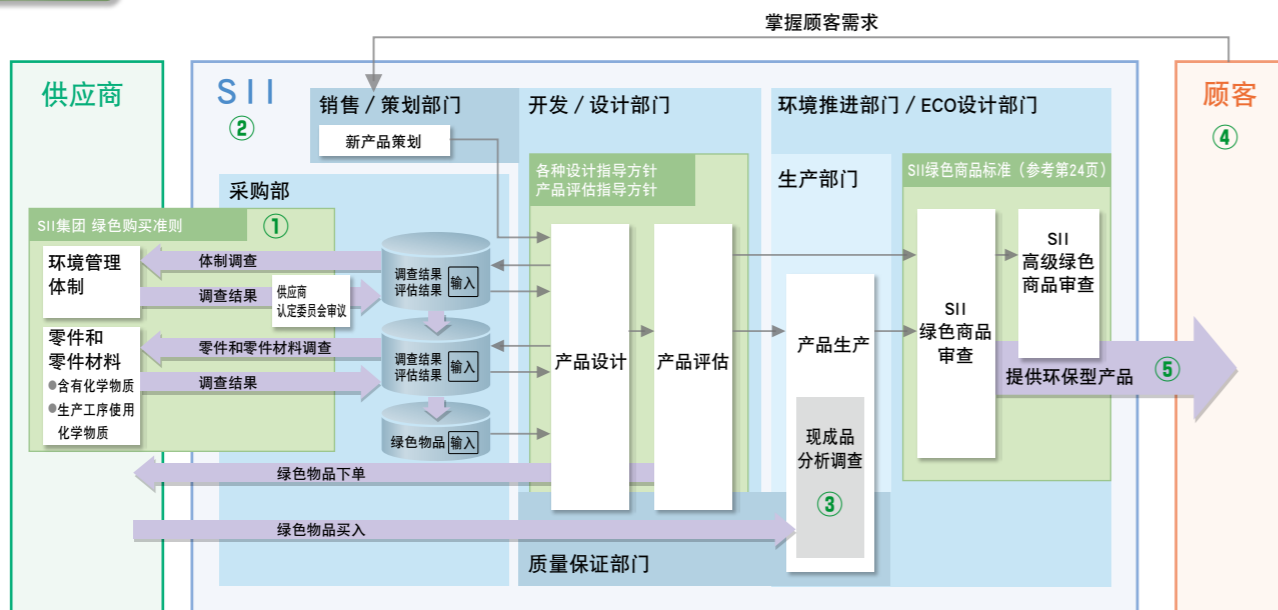 掌握顾客需求
供应商
SII
②
销售 / 策划部门
新产品策划
开发 / 设计部门
环境推进部门 / ECO设计部门
顾客
④
采购部
各种设计指导方针
产品评估指导方针
生产部门
SII绿色商品标准（参考第24页）
SII集团 绿色购买准则
①
环境管理
体制
体制调查
调查结果
供应商
认定委员会审议
调查结果
评估结果
输入
零件和
零件材料
●含有化学物质
●生产工序使用
化学物质
零件和零件材料调查
调查结果
调查结果
评估结果
输入
绿色物品
输入
产品设计
产品评估
产品生产
现成品
分析调查
③
SII
绿色商品
审查
SII
高级绿色
商品审查
提供环保型产品
⑤
绿色物品下单
绿色物品买入
质量保证部门